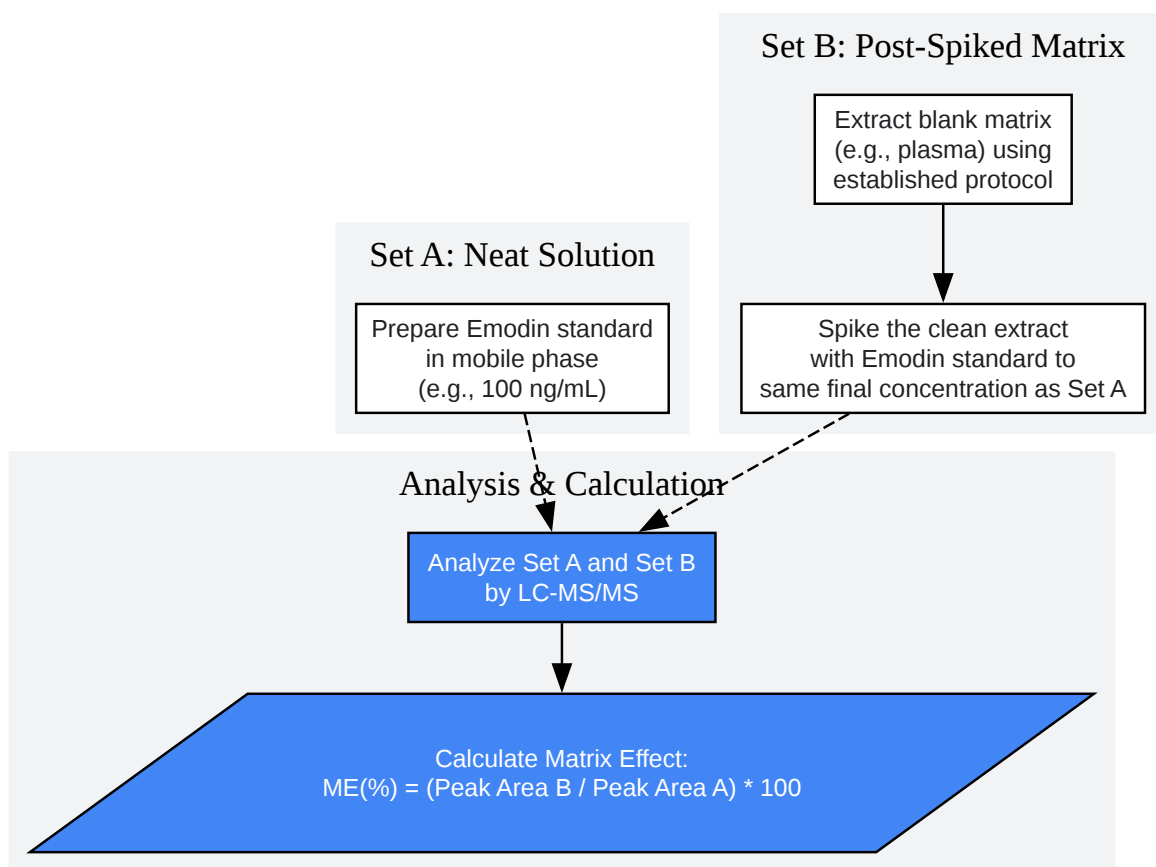 Set B: Post-Spiked Matrix
Extract blank matrix
(e.g., plasma) using
established protocol
Set A: Neat Solution
Prepare Emodin standard
in mobile phase
(e.g., 100 ng/mL)
Spike the clean extract
with Emodin standard to
same final concentration as Set A
Analysis & Calculation
Analyze Set A and Set B
by LC-MS/MS
Calculate Matrix Effect:
ME(%) = (Peak Area B / Peak Area A) * 100